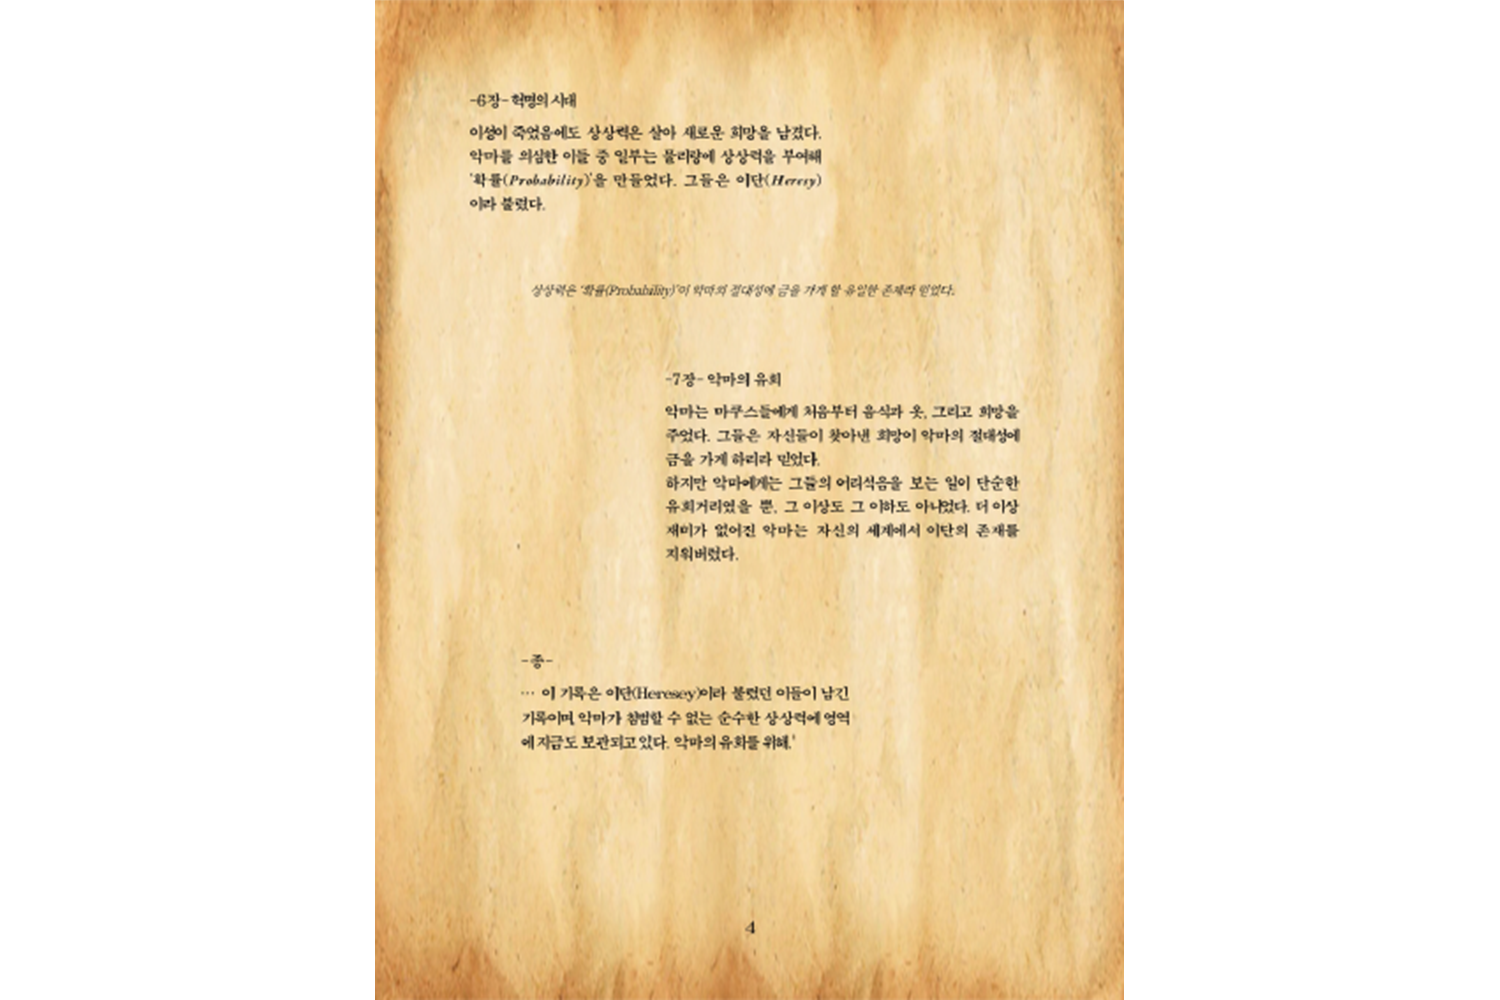 -6장- 혁명의 시대
이성이 죽었음에도 상상력은 살아 새로운 희망을 남겼다.
악마를 의심한 이들 중 일부는 물리량에 상상력을 부여해
'확률(Probability)'을 만들었다. 그들은 이단(Heresy)
이라 불렸다.
상상력은 '확률(Probability)'이 악마의 절대성에 금을 가게 할 유일한 존재라 믿었다.
-7장- 악마의 유희
악마는 마쿠스들에게 처음부터 음식과 옷, 그리고 희망을
주었다. 그들은 자신들이 찾아낸 희망이 악마의 절대성에
금을 가게 하리라 믿었다.
하지만 악마에게는 그들의 어리석음을 보는 일이 단순한
유희거리였을 뿐, 그 이상도 그 이하도 아니었다. 더 이상
재미가 없어진 악마는 자신의 세계에서 이단의 존재를
지워버렸다.
-종-
… 이 기록은 이단(Heresey)이라 불렸던 이들이 남긴
기록이며, 악마가 침범할 수 없는 순수한 상상력에 영역
에 지금도 보관되고 있다. 악마의 유희를 위해.'
4